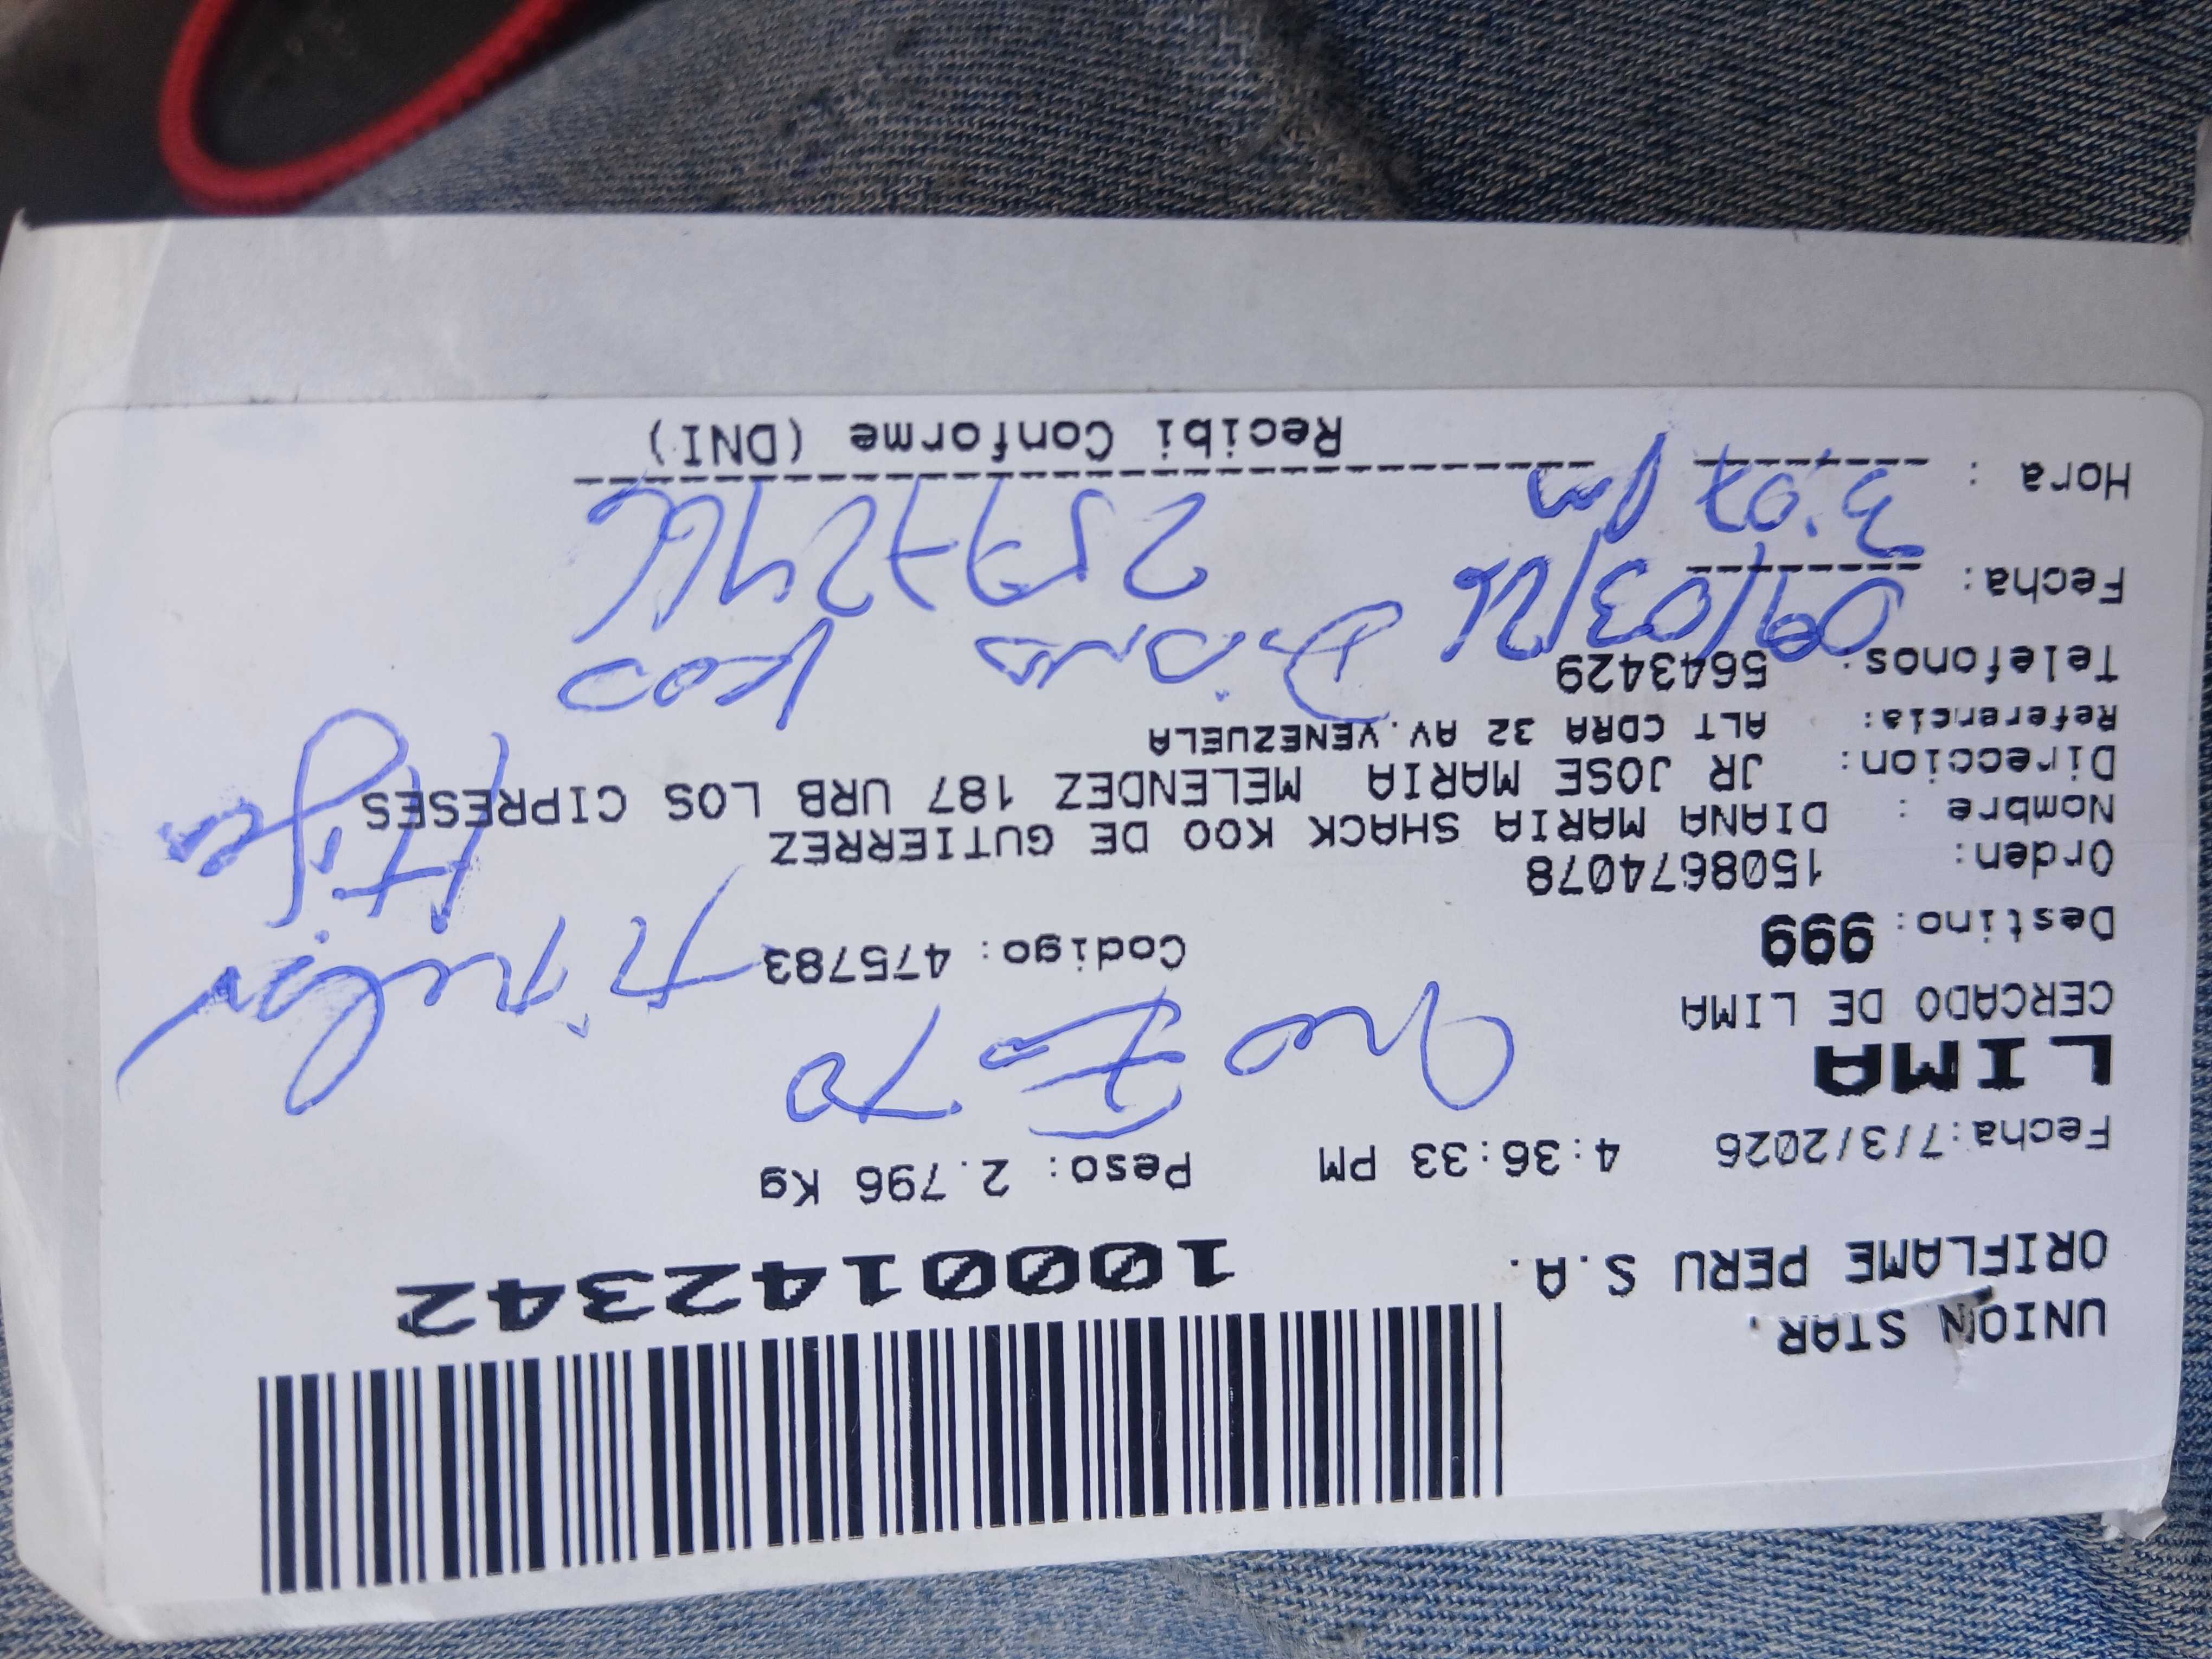 UNION STAR.
ORIFLAME PERU S.A.
1000142342
Fecha:7/3/2026 4:36:33 PM Peso: 2.796 Kg
LIMA
CERCADO DE LIMA
Destino: 999 Codigo: 475783
Orden: 1508674078
Nombre : DIANA MARIA SHACK KOO DE GUTIERREZ
Direccion: JR JOSE MARIA MELENDEZ 187 URB LOS CIPRESES
Referencia: ALT CDRA 32 AV.VENEZUELA
Telefonos: 5643429
Titular
Diana Koo
Fecha: 09/03/26
25772466
Hora : 3:07 pm
Recibi Conforme (DNI)